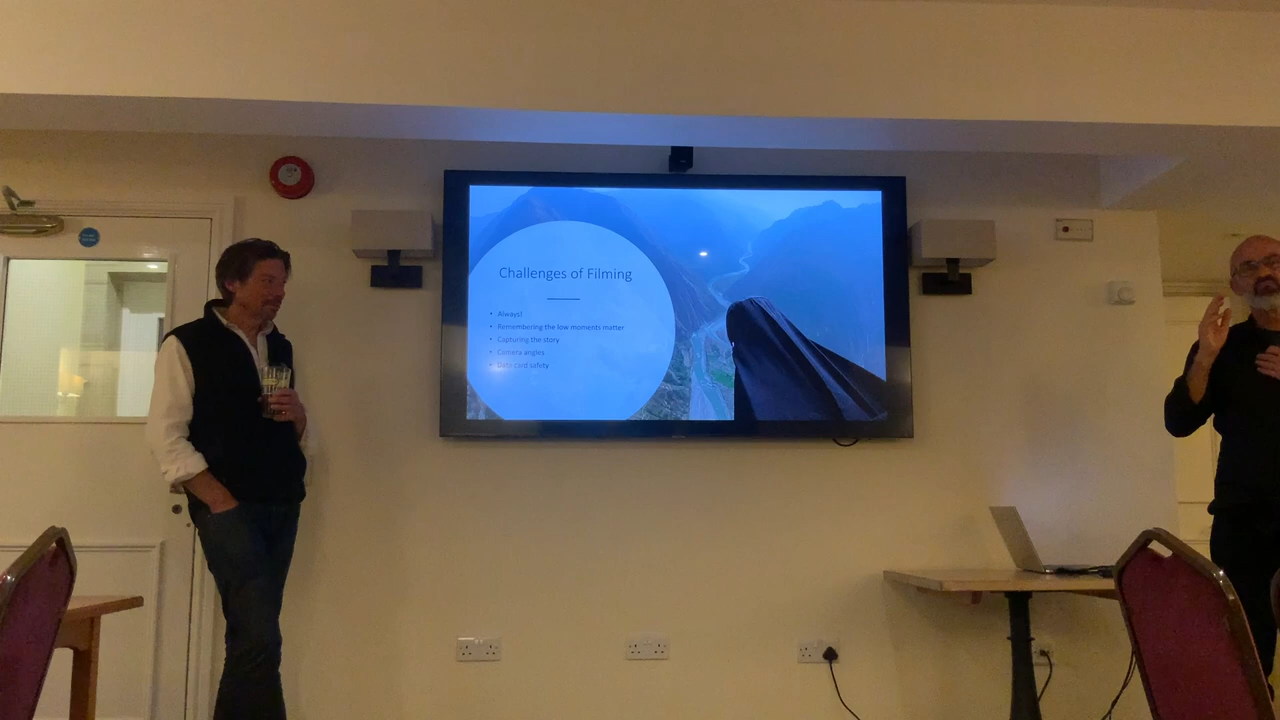 Challenges of Filming
• Always!
• Remembering the low moments matter
• Capturing the story
• Camera angles
• Data card safety